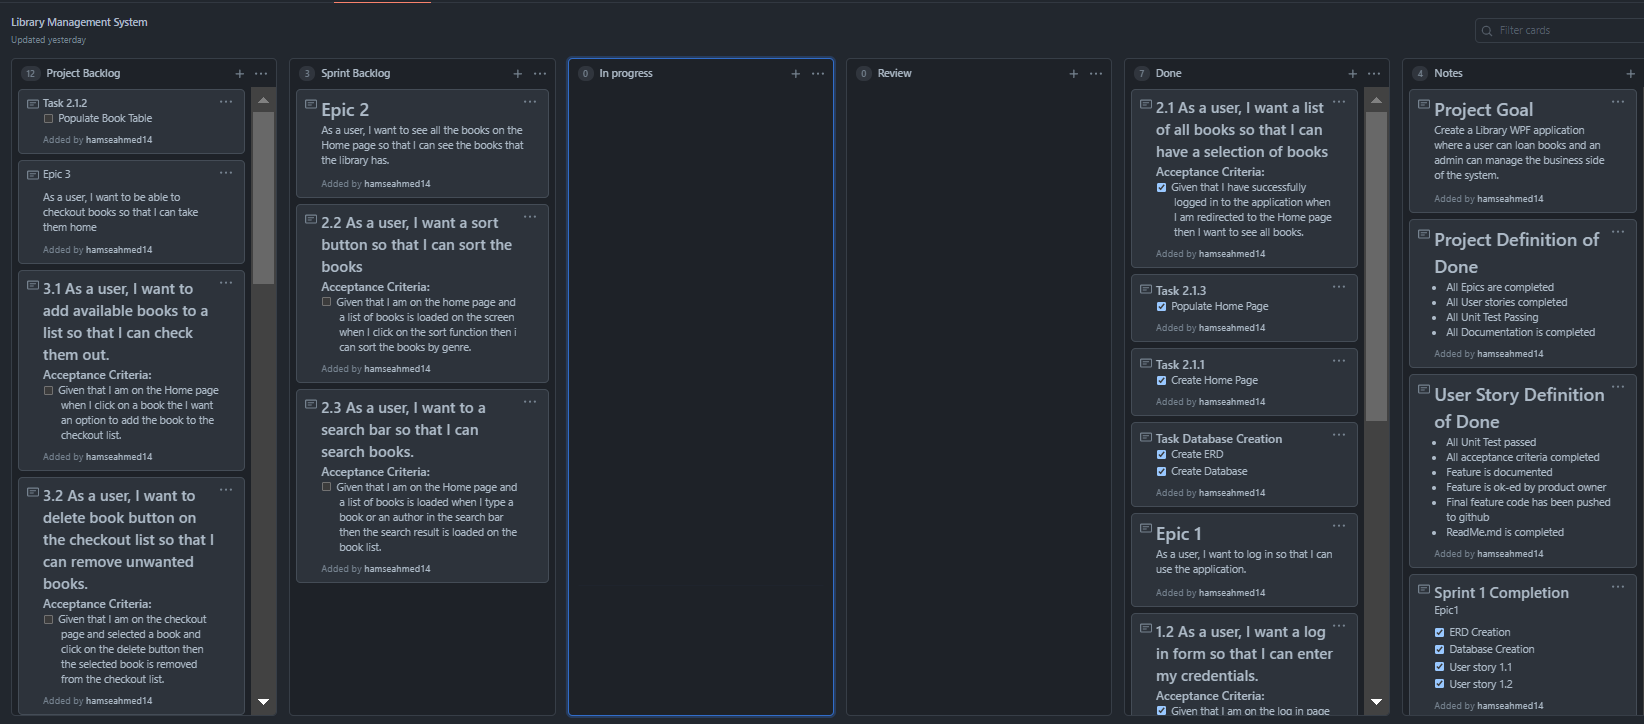 Library Management System
Updated yesterday
Filter cards
12 Project Backlog
Task 2.1.2
Populate Book Table
Added by hamseahmed14
Epic 3
As a user, I want to be able to
checkout books so that I can take
them home
Added by hamseahmed14
3.1 As a user, I want to
add available books to a
list so that I can check
them out.
Acceptance Criteria:
Given that I am on the Home page
when I click on a book the I want
an option to add the book to the
checkout list.
Added by hamseahmed14
3.2 As a user, I want to
delete book button on
the checkout list so that I
can remove unwanted
books.
Acceptance Criteria:
Given that I am on the checkout
page and selected a book and
click on the delete button then
the selected book is removed
from the checkout list.
Added by hamseahmed14
3 Sprint Backlog
Epic 2
As a user, I want to see all the books on the
Home page so that I can see the books that
the library has.
Added by hamseahmed14
2.2 As a user, I want a sort
button so that I can sort the
books
Acceptance Criteria:
Given that I am on the home page and
a list of books is loaded on the screen
when I click on the sort function then i
can sort the books by genre.
Added by hamseahmed14
2.3 As a user, I want to a
search bar so that I can
search books.
Acceptance Criteria:
Given that I am on the Home page and
a list of books is loaded when I type a
book or an author in the search bar
then the search result is loaded on the
book list.
Added by hamseahmed14
0 In progress
0 Review
7 Done
2.1 As a user, I want a list
of all books so that I can
have a selection of books
Acceptance Criteria:
Given that I have successfully
logged in to the application when
I am redirected to the Home page
then I want to see all books.
Added by hamseahmed14
Task 2.1.3
Populate Home Page
Added by hamseahmed14
Task 2.1.1
Create Home Page
Added by hamseahmed14
Task Database Creation
Create ERD
Create Database
Added by hamseahmed14
Epic 1
As a user, I want to log in so that I can
use the application.
Added by hamseahmed14
1.2 As a user, I want a log
in form so that I can enter
my credentials.
Acceptance Criteria:
Given that I am on the log in page
4 Notes
Project Goal
Create a Library WPF application
where a user can loan books and an
admin can manage the business side
of the system.
Added by hamseahmed14
Project Definition of
Done
All Epics are completed
All User stories completed
All Unit Test Passing
All Documentation is completed
Added by hamseahmed14
User Story Definition
of Done
All Unit Test passed
All acceptance criteria completed
Feature is documented
Feature is ok-ed by product owner
Final feature code has been pushed
to github
ReadMe.md is completed
Added by hamseahmed14
Sprint 1 Completion
Epic1
ERD Creation
Database Creation
User story 1.1
User story 1.2
Added by hamseahmed14